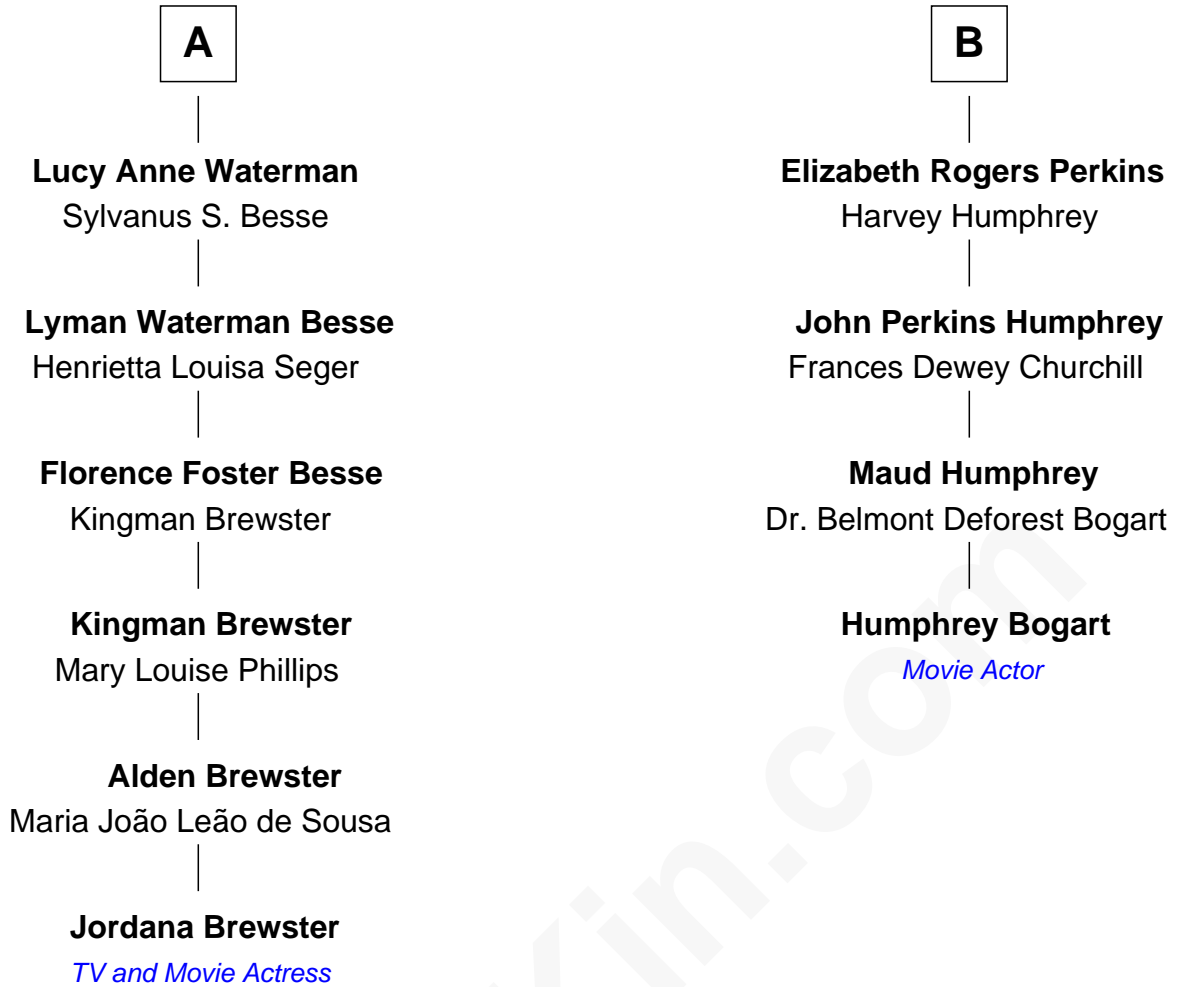 A
Lucy Anne Waterman
Sylvanus S. Besse
Lyman Waterman Besse
Henrietta Louisa Seger
Florence Foster Besse
Kingman Brewster
Kingman Brewster
Mary Louise Phillips
Alden Brewster
Maria João Leão de Sousa
Jordana Brewster
TV and Movie Actress
B
Elizabeth Rogers Perkins
Harvey Humphrey
John Perkins Humphrey
Frances Dewey Churchill
Maud Humphrey
Dr. Belmont Deforest Bogart
Humphrey Bogart
Movie Actor
Kin.com